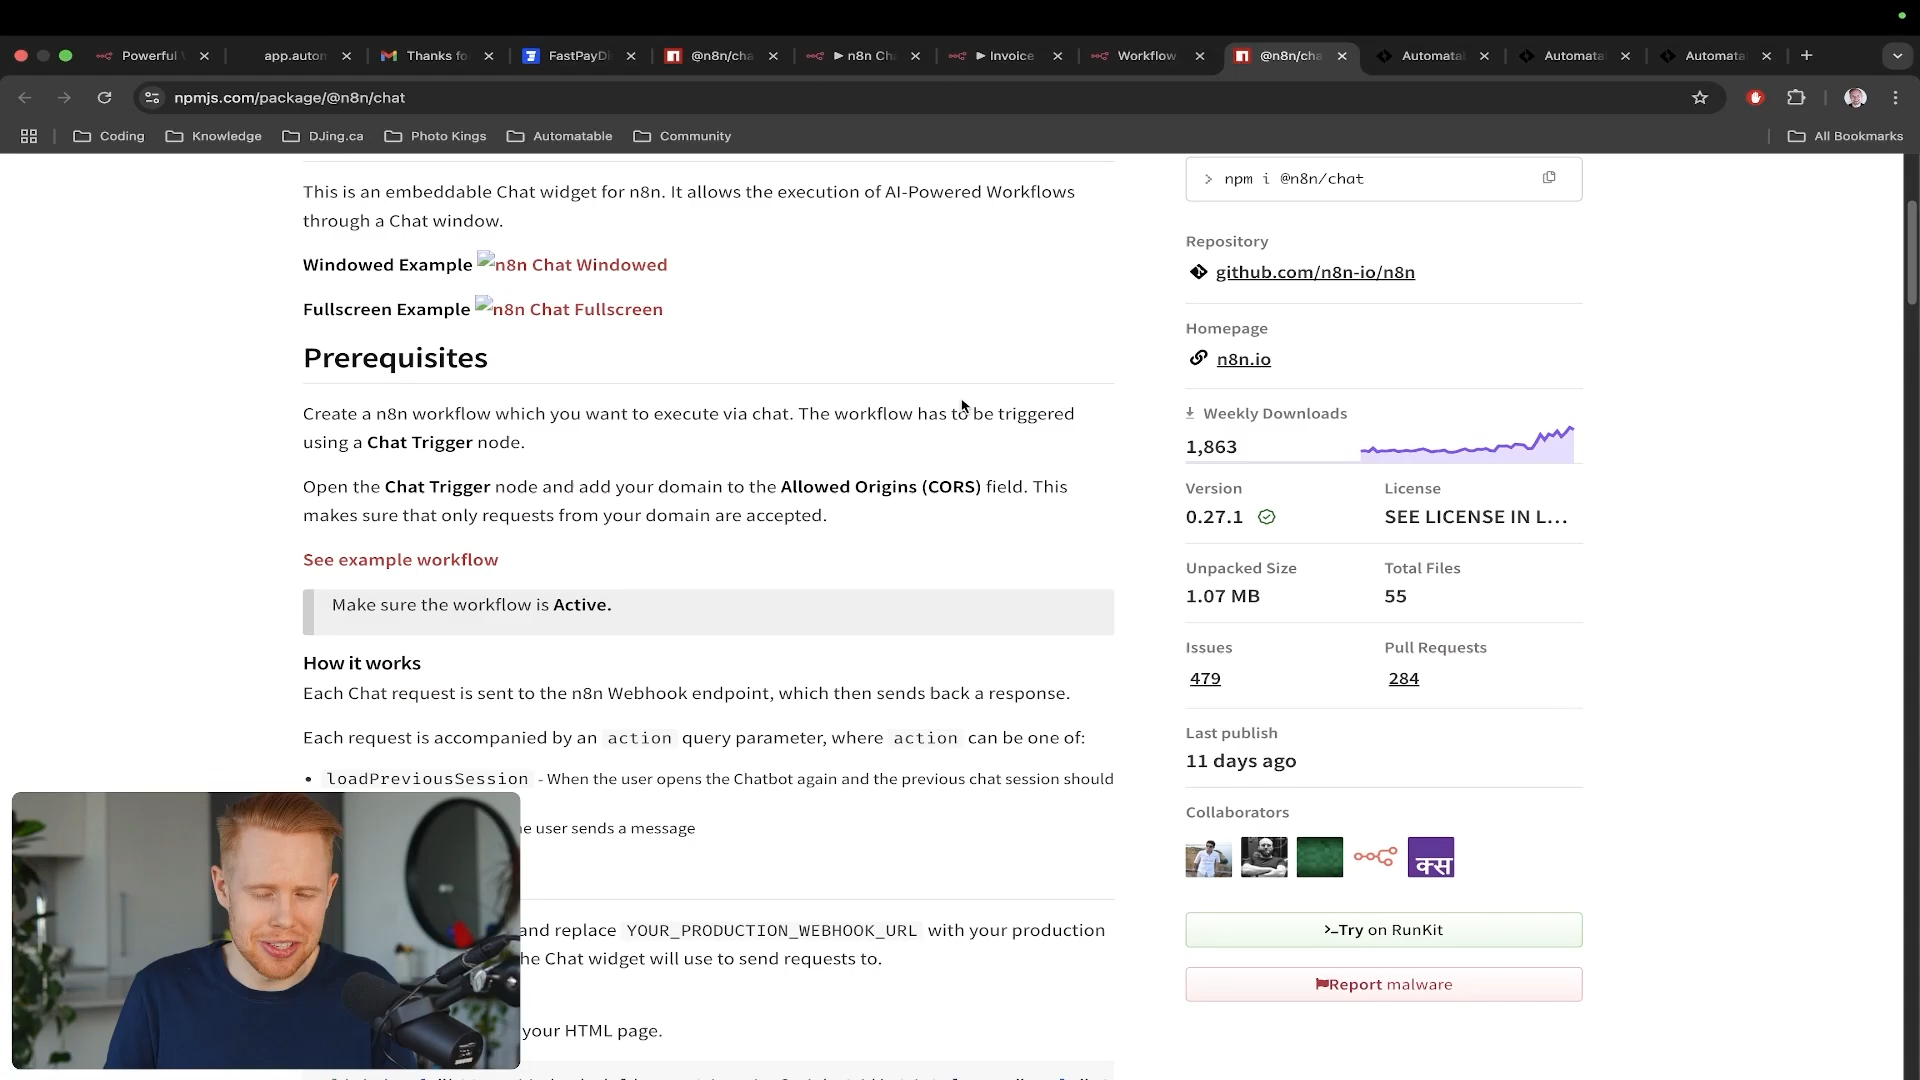 Powerful
app.autom
Thanks fo
FastPayDi
@n8n/cha
► n8n Cha
► Invoice
Workflow
@n8n/cha
Automatal
Automata
Automata
npmjs.com/package/@n8n/chat
Coding
Knowledge
DJing.ca
Photo Kings
Automatable
Community
All Bookmarks
This is an embeddable Chat widget for n8n. It allows the execution of AI-Powered Workflows
through a Chat window.
Windowed Example n8n Chat Windowed
Fullscreen Example n8n Chat Fullscreen
Prerequisites
Create a n8n workflow which you want to execute via chat. The workflow has to be triggered
using a Chat Trigger node.
Open the Chat Trigger node and add your domain to the Allowed Origins (CORS) field. This
makes sure that only requests from your domain are accepted.
See example workflow
Make sure the workflow is Active.
How it works
Each Chat request is sent to the n8n Webhook endpoint, which then sends back a response.
Each request is accompanied by an action query parameter, where action can be one of:
• loadPreviousSession - When the user opens the Chatbot again and the previous chat session should
user sends a message
and replace YOUR_PRODUCTION_WEBHOOK_URL with your production
he Chat widget will use to send requests to.
your HTML page.
> npm i @n8n/chat
Repository
github.com/n8n-io/n8n
Homepage
n8n.io
Weekly Downloads
1,863
Version
License
0.27.1
SEE LICENSE IN L...
Unpacked Size
Total Files
1.07 MB
55
Issues
Pull Requests
479
284
Last publish
11 days ago
Collaborators
क्स
Try on RunKit
Report malware